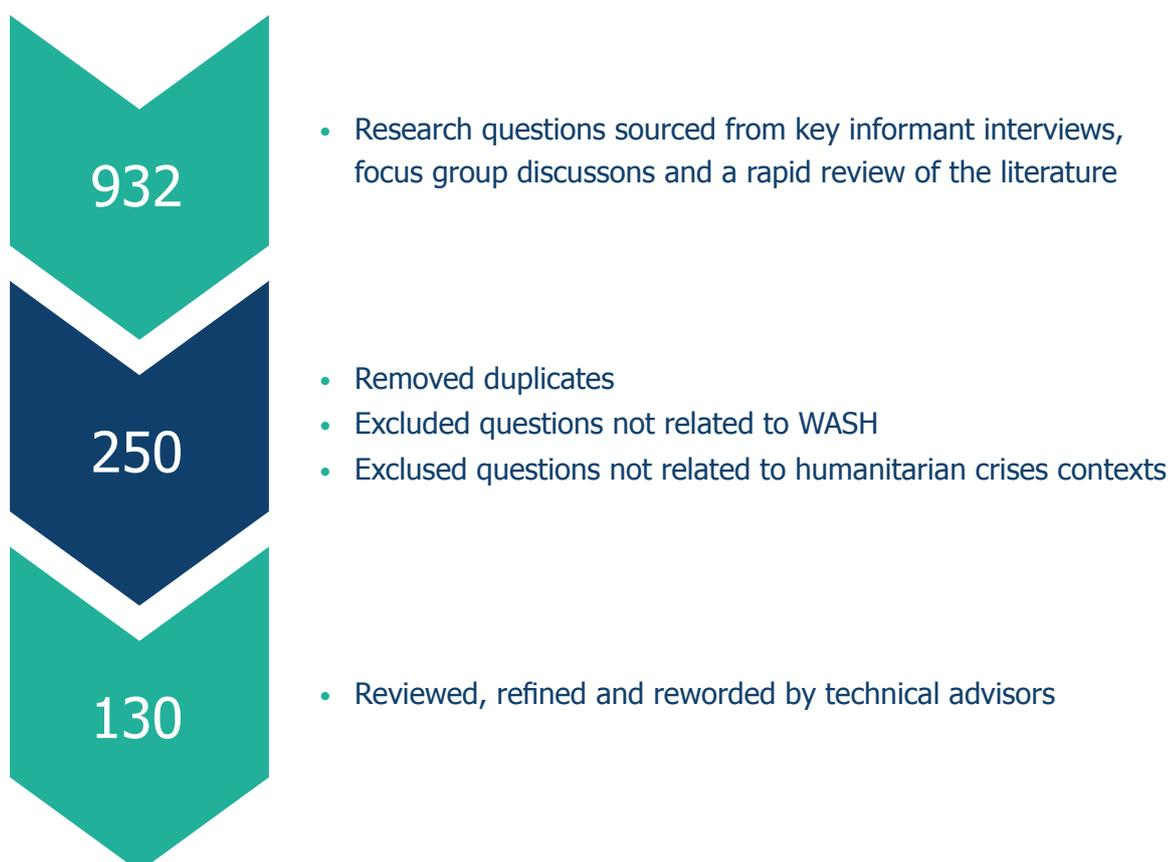 932
• Research questions sourced from key informant interviews,
focus group discussons and a rapid review of the literature
250
• Removed duplicates
• Excluded questions not related to WASH
• Exclused questions not related to humanitarian crises contexts
130
• Reviewed, refined and reworded by technical advisors